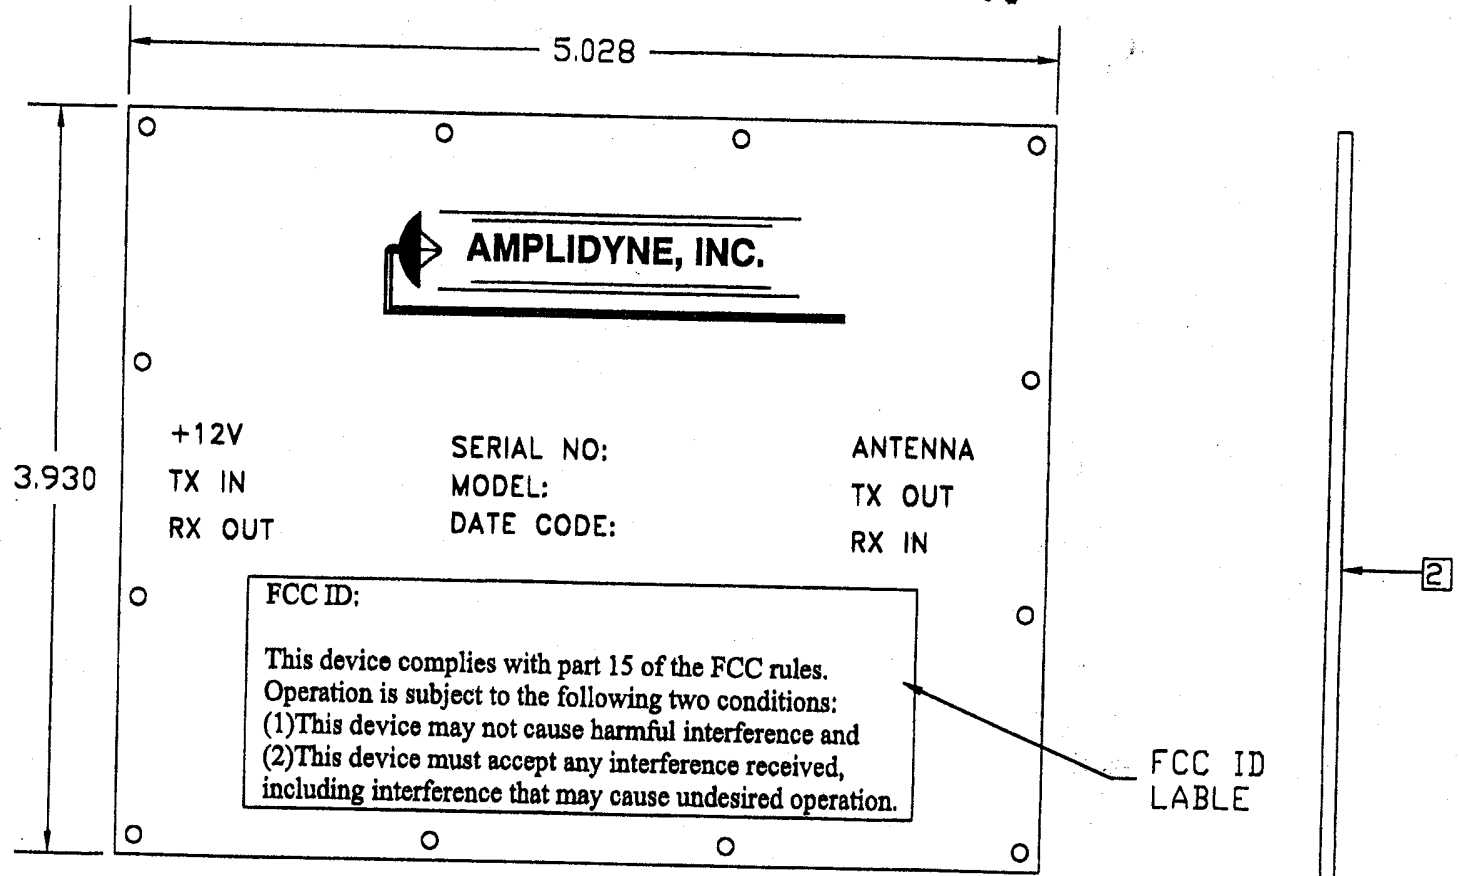 5.028
AMPLIDYNE, INC.
3.930
+12V
TX IN
RX OUT
SERIAL NO:
MODEL:
DATE CODE:
ANTENNA
TX OUT
RX IN
FCC ID:
This device complies with part 15 of the FCC rules.
Operation is subject to the following two conditions:
(1)This device may not cause harmful interference and
(2)This device must accept any interference received,
including interference that may cause undesired operation.
2
FCC ID
LABLE